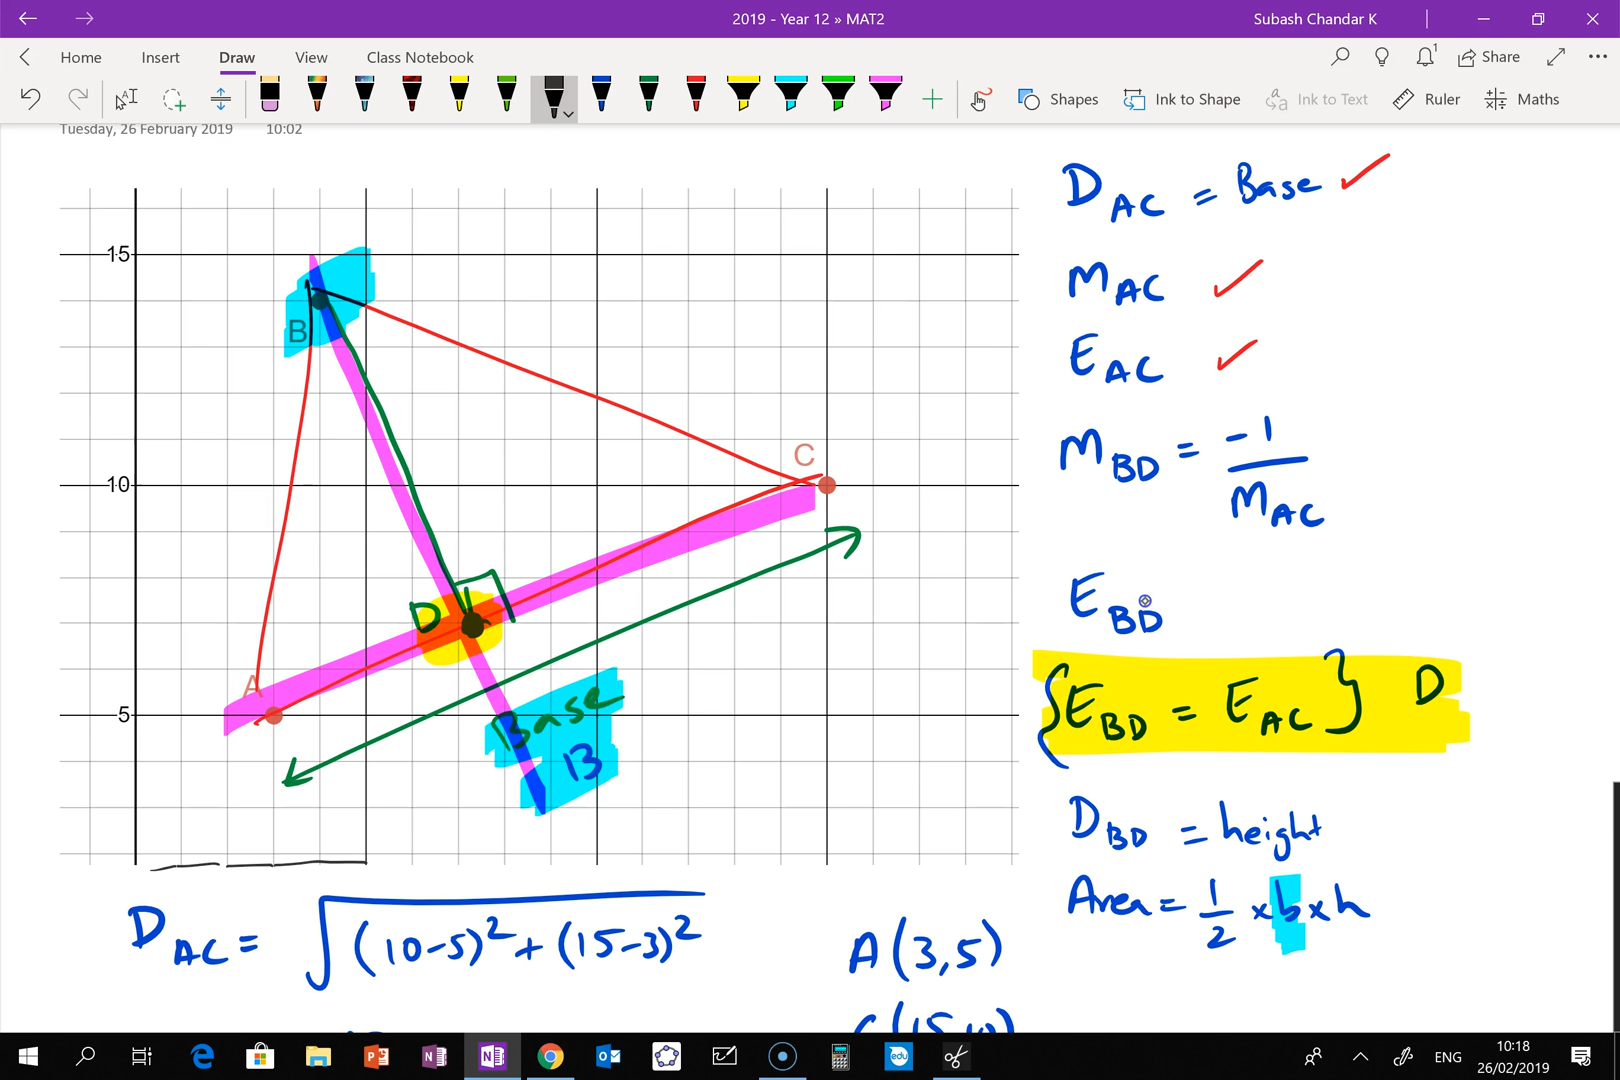 2019 - Year 12 » MAT2
Subash Chandar K
Home Insert Draw View Class Notebook
1
Share
Shapes Ink to Shape Ink to Text Ruler Maths
Tuesday, 26 February 2019 10:02
15
10
5
B
C
A
D
Base
13
D_AC = Base ✓
M_AC ✓
E_AC ✓
M_BD = -1/M_AC
E_BD
{E_BD = E_AC} D
D_BD = height
Area = 1/2 × b × h
D_AC = √((10-5)² + (15-3)²)
A(3,5)
C(15,10)
ENG
10:18
26/02/2019